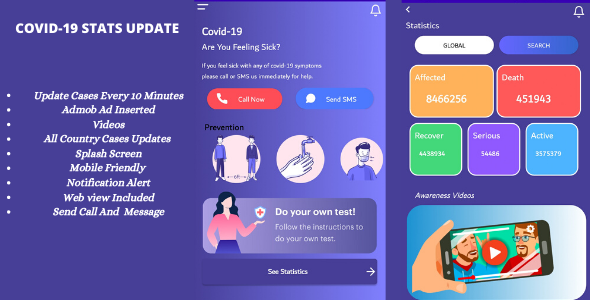 COVID-19 STATS UPDATE
Update Cases Every 10 Minutes
Admob Ad Inserted
Videos
All Country Cases Updates
Splash Screen
Mobile Friendly
Notification Alert
Web view Included
Send Call And Message
Covid-19
Are You Feeling Sick?
If you feel sick with any of covid-19 symptoms
please call or SMS us immediately for help.
Call Now
Send SMS
Prevention
6ft
Do your own test!
Follow the instructions to
do your own test.
See Statistics
Statistics
GLOBAL
SEARCH
Affected
8466256
Death
451943
Recover
4438934
Serious
54486
Active
3575379
Awareness Videos